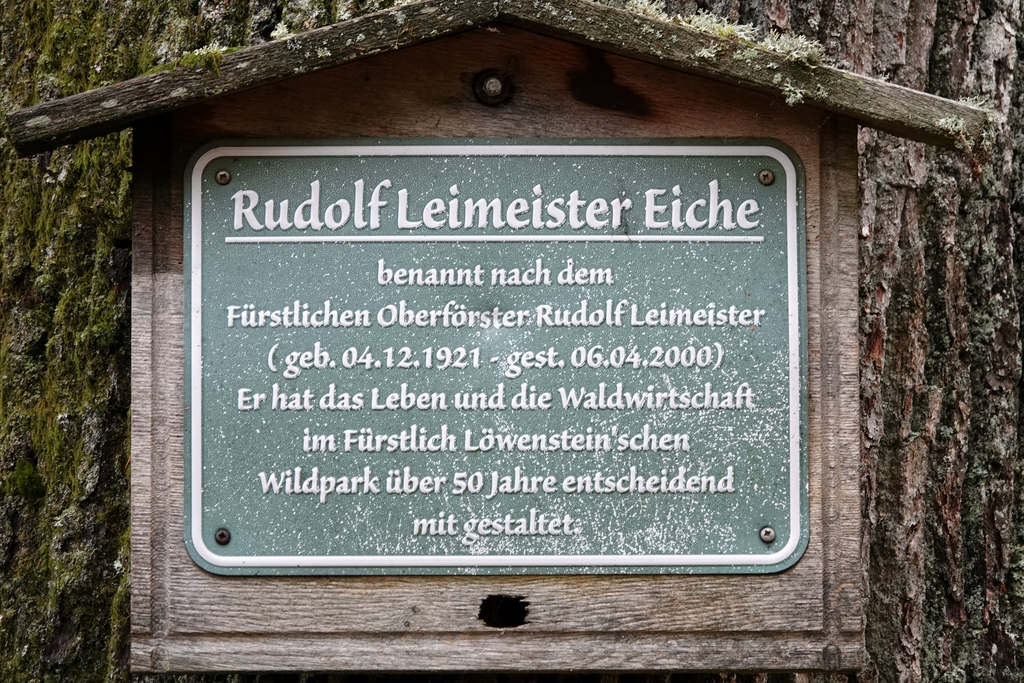 Rudolf Leimeister Eiche
benannt nach dem
Fürstlichen Oberförster Rudolf Leimeister
( geb. 04.12.1921 - gest. 06.04.2000)
Er hat das Leben und die Waldwirtschaft
im Fürstlich Löwenstein'schen
Wildpark über 50 Jahre entscheidend
mit gestaltet.